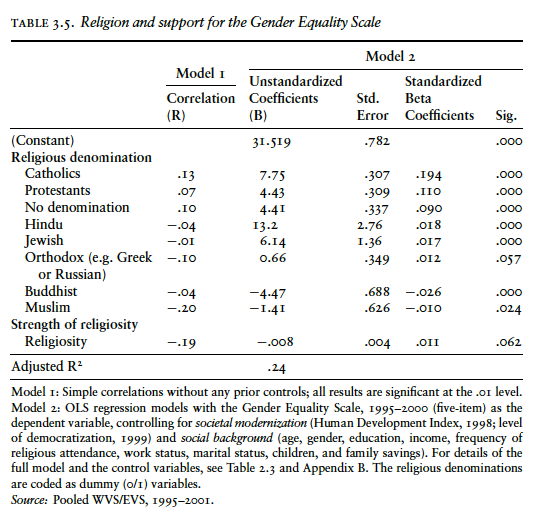 TABLE 3.5. Religion and support for the Gender Equality Scale
Model 2
Model 1 Unstandardized Standardized
Correlation Coefficients Std. Beta
(R) (B) Error Coefficients Sig.
(Constant) 31.519 .782 .000
Religious denomination
Catholics .13 7.75 .307 .194 .000
Protestants .07 4.43 .309 .110 .000
No denomination .10 4.41 .337 .090 .000
Hindu −.04 13.2 2.76 .018 .000
Jewish −.01 6.14 1.36 .017 .000
Orthodox (e.g. Greek −.10 0.66 .349 .012 .057
or Russian)
Buddhist −.04 −4.47 .688 −.026 .000
Muslim −.20 −1.41 .626 −.010 .024
Strength of religiosity
Religiosity −.19 −.008 .004 .011 .062
Adjusted R² .24
Model 1: Simple correlations without any prior controls; all results are significant at the .01 level.
Model 2: OLS regression models with the Gender Equality Scale, 1995–2000 (five-item) as the
dependent variable, controlling for societal modernization (Human Development Index, 1998; level
of democratization, 1999) and social background (age, gender, education, income, frequency of
religious attendance, work status, marital status, children, and family savings). For details of the
full model and the control variables, see Table 2.3 and Appendix B. The religious denominations
are coded as dummy (0/1) variables.
Source: Pooled WVS/EVS, 1995–2001.